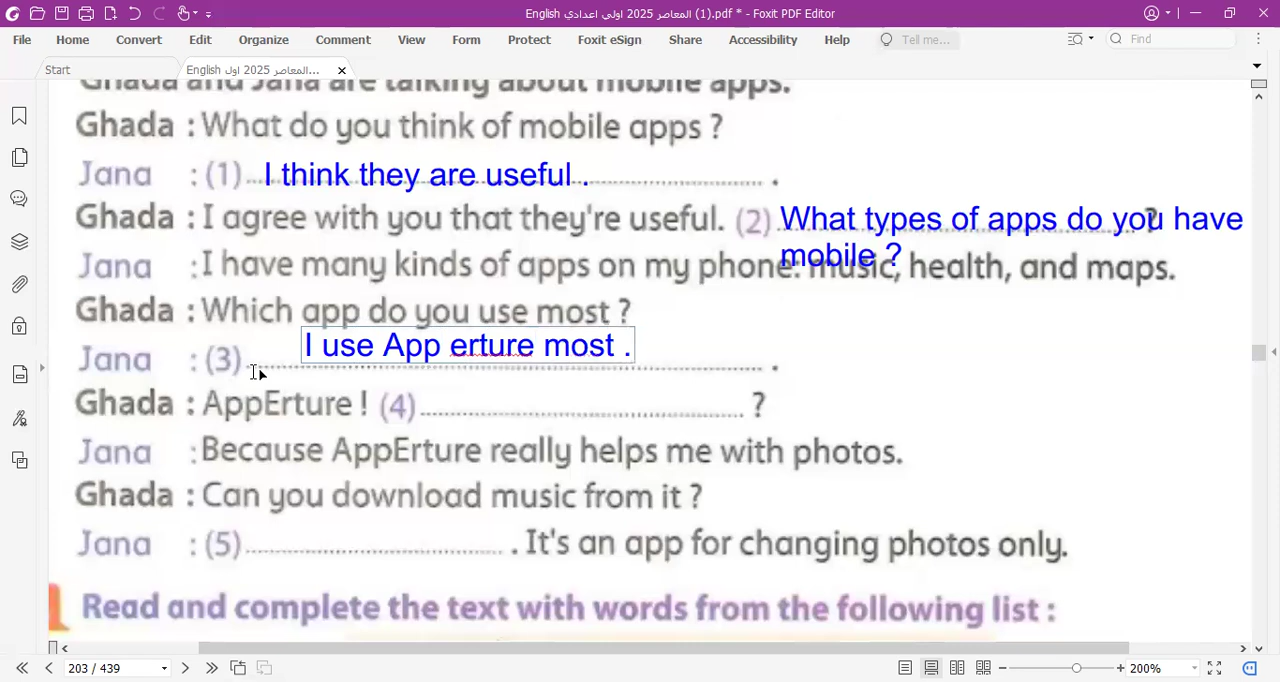 English المعاصر 2025 اولي اعدادي (1).pdf * - Foxit PDF Editor
File Home Convert Edit Organize Comment View Form Protect Foxit eSign Share Accessibility Help Tell me... Find
Start English المعاصر 2025 اول...
Ghada and Jana are talking about mobile apps.
Ghada : What do you think of mobile apps ?
Jana : (1) I think they are useful . .
Ghada : I agree with you that they're useful. (2) What types of apps do you have ?
mobile ?
Jana : I have many kinds of apps on my phone: music, health, and maps.
Ghada : Which app do you use most ?
I use App erture most .
Jana : (3) .
Ghada : AppErture ! (4) ?
Jana : Because AppErture really helps me with photos.
Ghada : Can you download music from it ?
Jana : (5) . It's an app for changing photos only.
Read and complete the text with words from the following list :
203 / 439 200%